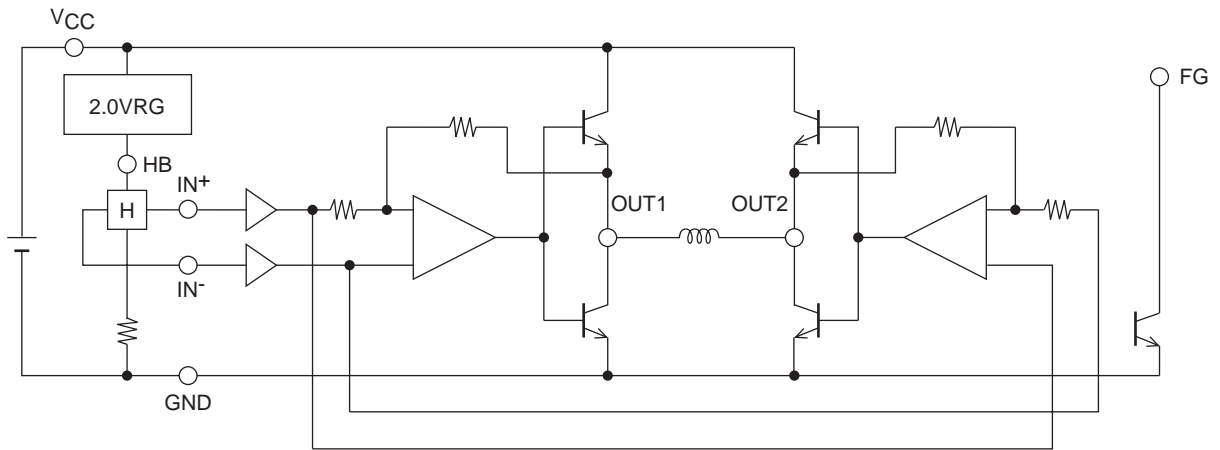 VCC
FG
2.0VRG
HB
IN+
H
OUT1
OUT2
IN-
GND